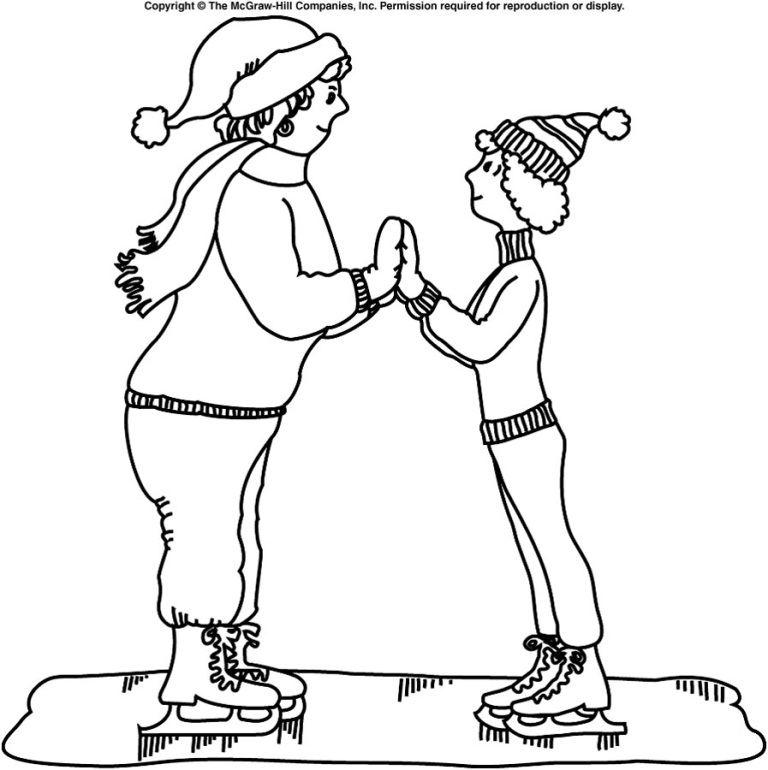 Copyright © The McGraw-Hill Companies, Inc. Permission required for reproduction or display.